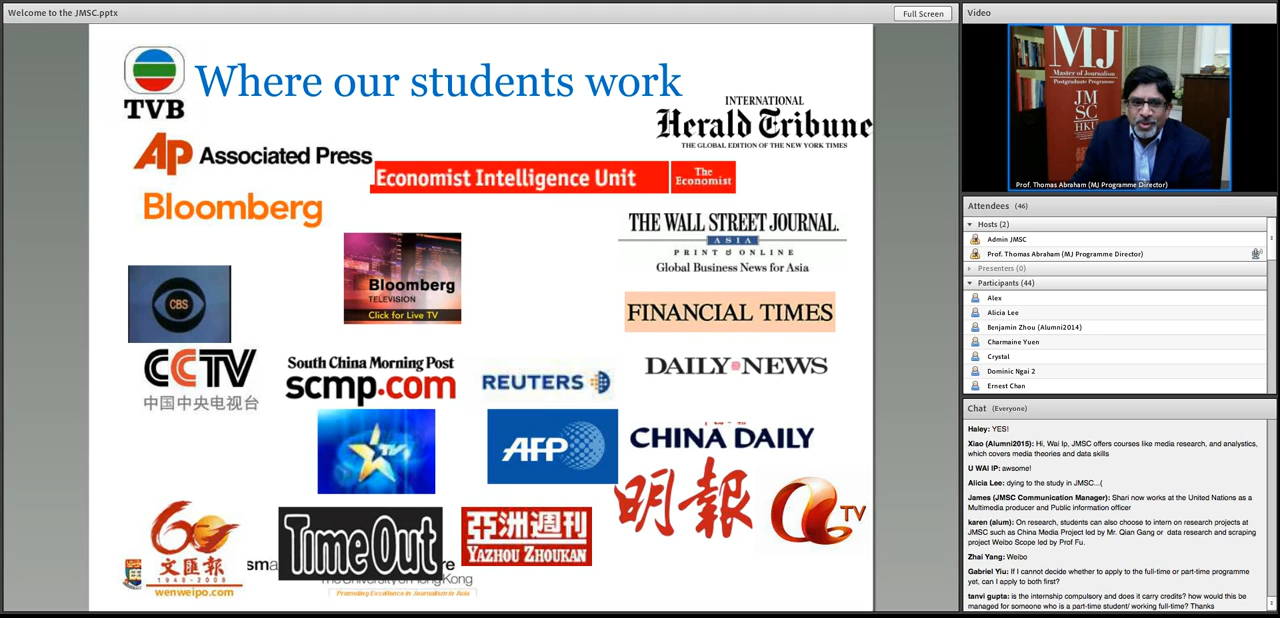 Welcome to the JMSC.pptx
Full Screen
Where our students work
TVB
INTERNATIONAL
Herald Tribune
THE GLOBAL EDITION OF THE NEW YORK TIMES
AP Associated Press
Economist Intelligence Unit
The
Economist
Bloomberg
THE WALL STREET JOURNAL.
ASIA
PRINT & ONLINE
Global Business News for Asia
Bloomberg
TELEVISION
Click for Live TV
CBS
FINANCIAL TIMES
CCTV
中国中央电视台
South China Morning Post
scmp.com
REUTERS
DAILY NEWS
TV
AFP
CHINA DAILY
明報
TV
60
文匯報
1948-2008
wenweipo.com
TimeOut
亞洲週刊
YAZHOU ZHOUKAN
The University of Hong Kong
Promoting Excellence in Journalism in Asia
Video
MJ
Master of Journalism
Postgraduate Programme
JM
SC
HKU
Prof. Thomas Abraham (MJ Programme Director)
Attendees (46)
Hosts (2)
Admin JMSC
Prof. Thomas Abraham (MJ Programme Director)
Presenters (0)
Participants (44)
Alex
Alicia Lee
Benjamin Zhou (Alumni2014)
Charmaine Yuen
Crystal
Dominic Ngai 2
Ernest Chan
Chat (Everyone)
Haley: YES!
Xiao (Alumni2015): Hi, Wai Ip, JMSC offers courses like media research, and analystics,
which covers media theories and data skills
U WAI IP: awsome!
Alicia Lee: dying to the study in JMSC...(
James (JMSC Communication Manager): Shari now works at the United Nations as a
Multimedia producer and Public information officer
karen (alum): On research, students can also choose to intern on research projects at
JMSC such as China Media Project led by Mr. Qian Gang or data research and scraping
project Weibo Scope led by Prof Fu.
Zhai Yang: Weibo
Gabriel Yiu: If I cannot decide whether to apply to the full-time or part-time programme
yet, can I apply to both first?
tanvi gupta: is the internship compulsory and does it carry credits? how would this be
managed for someone who is a part-time student/ working full-time? Thanks